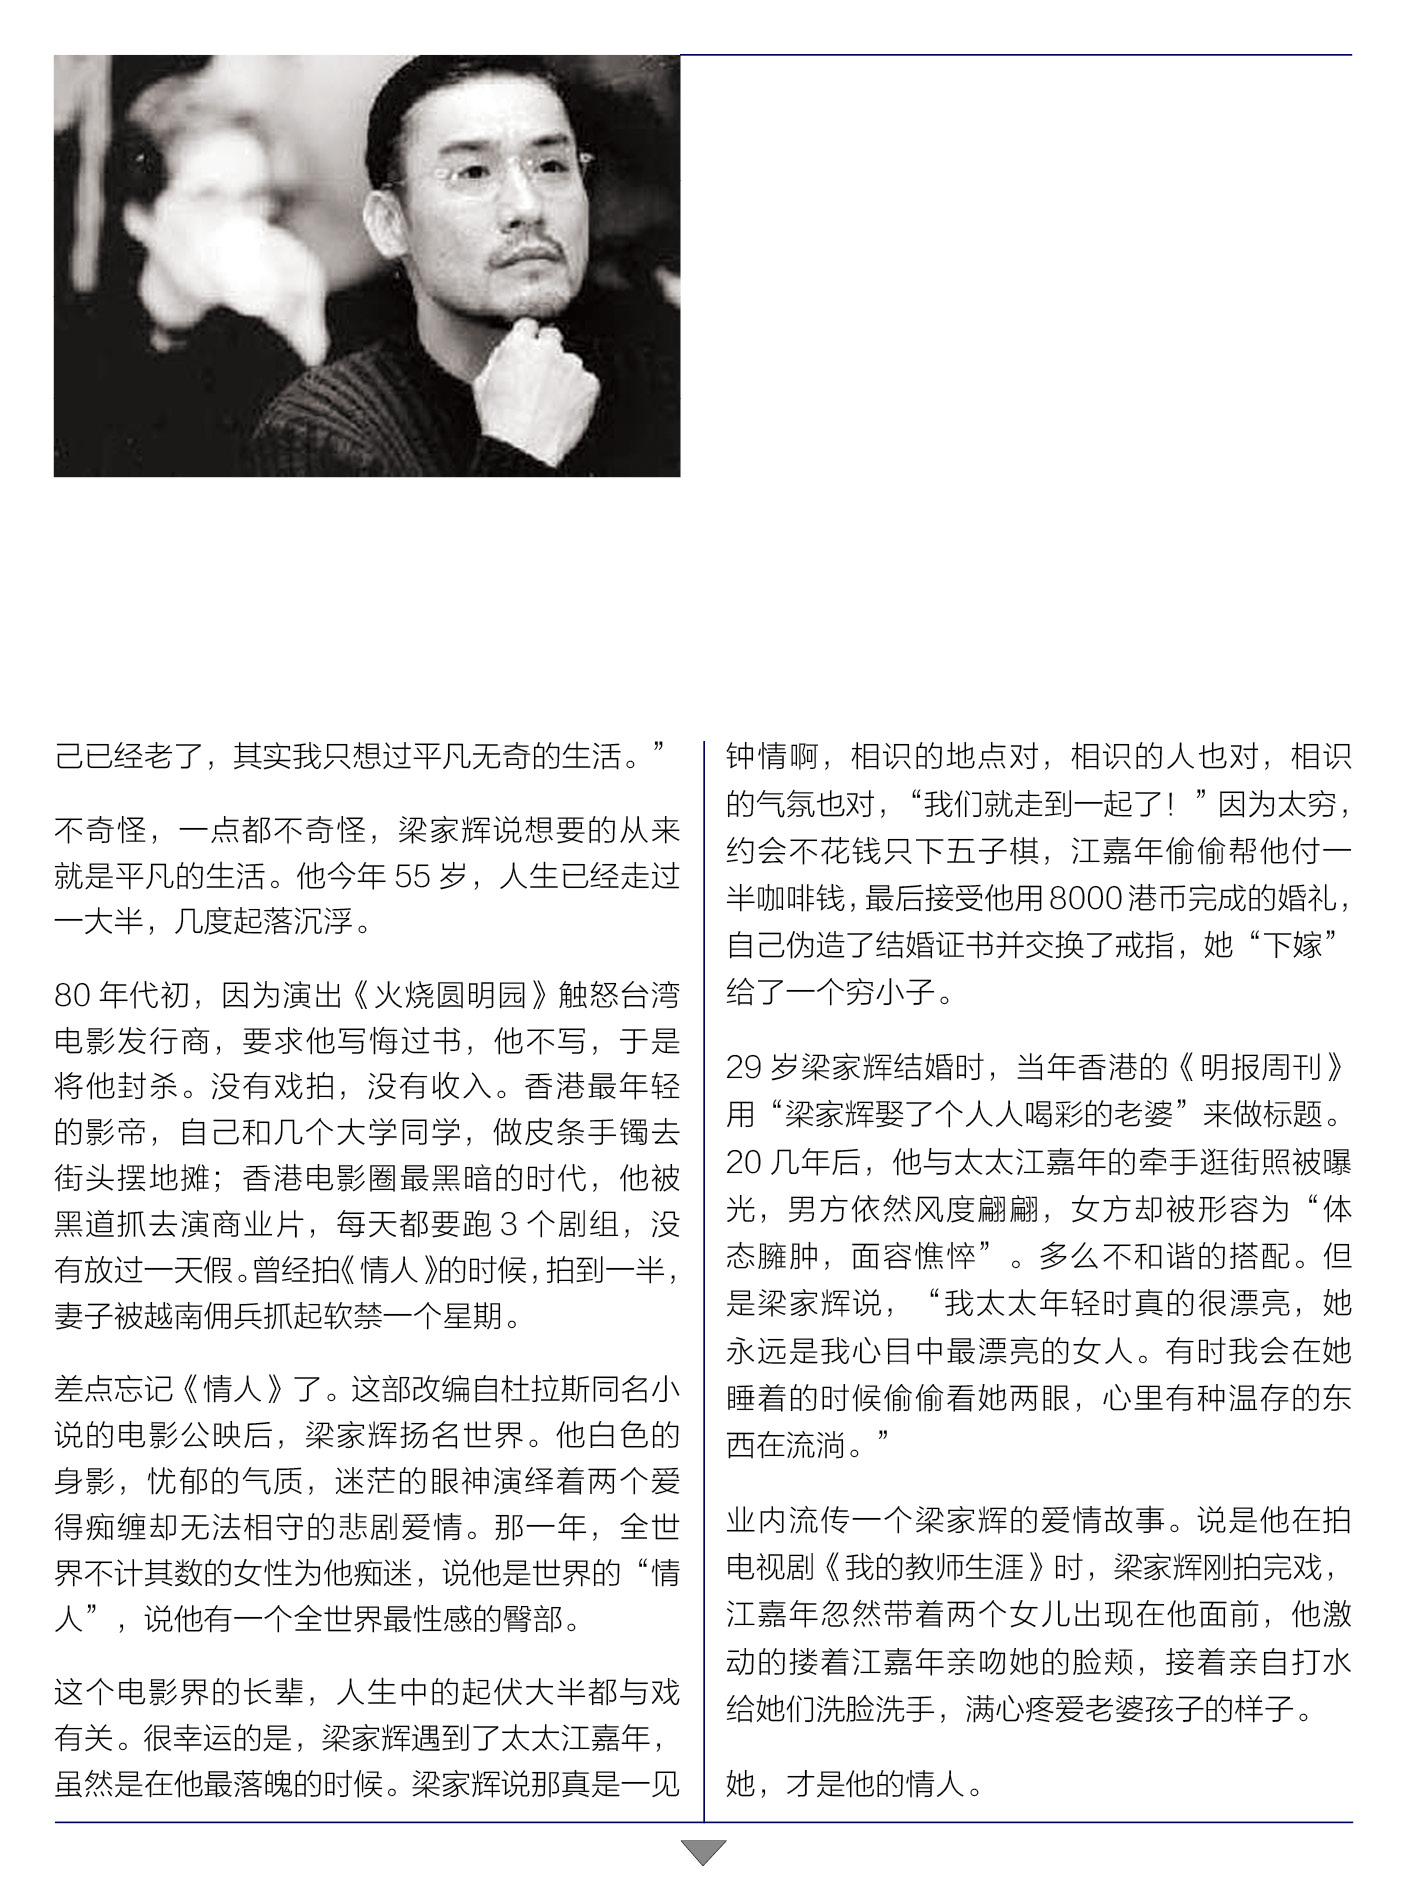 己已经老了，其实我只想过平凡无奇的生活。”
不奇怪，一点都不奇怪，梁家辉说想要的从来
就是平凡的生活。他今年 55 岁，人生已经走过
一大半，几度起落沉浮。
80 年代初，因为演出《火烧圆明园》触怒台湾
电影发行商，要求他写悔过书，他不写，于是
将他封杀。没有戏拍，没有收入。香港最年轻
的影帝，自己和几个大学同学，做皮条手镯去
街头摆地摊；香港电影圈最黑暗的时代，他被
黑道抓去演商业片，每天都要跑 3 个剧组，没
有放过一天假。曾经拍《情人》的时候，拍到一半，
妻子被越南佣兵抓起软禁一个星期。
差点忘记《情人》了。这部改编自杜拉斯同名小
说的电影公映后，梁家辉扬名世界。他白色的
身影，忧郁的气质，迷茫的眼神演绎着两个爱
得痴缠却无法相守的悲剧爱情。那一年，全世
界不计其数的女性为他痴迷，说他是世界的“情
人”，说他有一个全世界最性感的臀部。
这个电影界的长辈，人生中的起伏大半都与戏
有关。很幸运的是，梁家辉遇到了太太江嘉年，
虽然是在他最落魄的时候。梁家辉说那真是一见
钟情啊，相识的地点对，相识的人也对，相识
的气氛也对，“我们就走到一起了！”因为太穷，
约会不花钱只下五子棋，江嘉年偷偷帮他付一
半咖啡钱，最后接受他用 8000 港币完成的婚礼，
自己伪造了结婚证书并交换了戒指，她“下嫁”
给了一个穷小子。
29 岁梁家辉结婚时，当年香港的《明报周刊》
用“梁家辉娶了个人人喝彩的老婆”来做标题。
20 几年后，他与太太江嘉年的牵手逛街照被曝
光，男方依然风度翩翩，女方却被形容为“体
态臃肿，面容憔悴”。多么不和谐的搭配。但
是梁家辉说，“我太太年轻时真的很漂亮，她
永远是我心目中最漂亮的女人。有时我会在她
睡着的时候偷偷看她两眼，心里有种温存的东
西在流淌。”
业内流传一个梁家辉的爱情故事。说是他在拍
电视剧《我的教师生涯》时，梁家辉刚拍完戏，
江嘉年忽然带着两个女儿出现在他面前，他激
动的搂着江嘉年亲吻她的脸颊，接着亲自打水
给她们洗脸洗手，满心疼爱老婆孩子的样子。
她，才是他的情人。